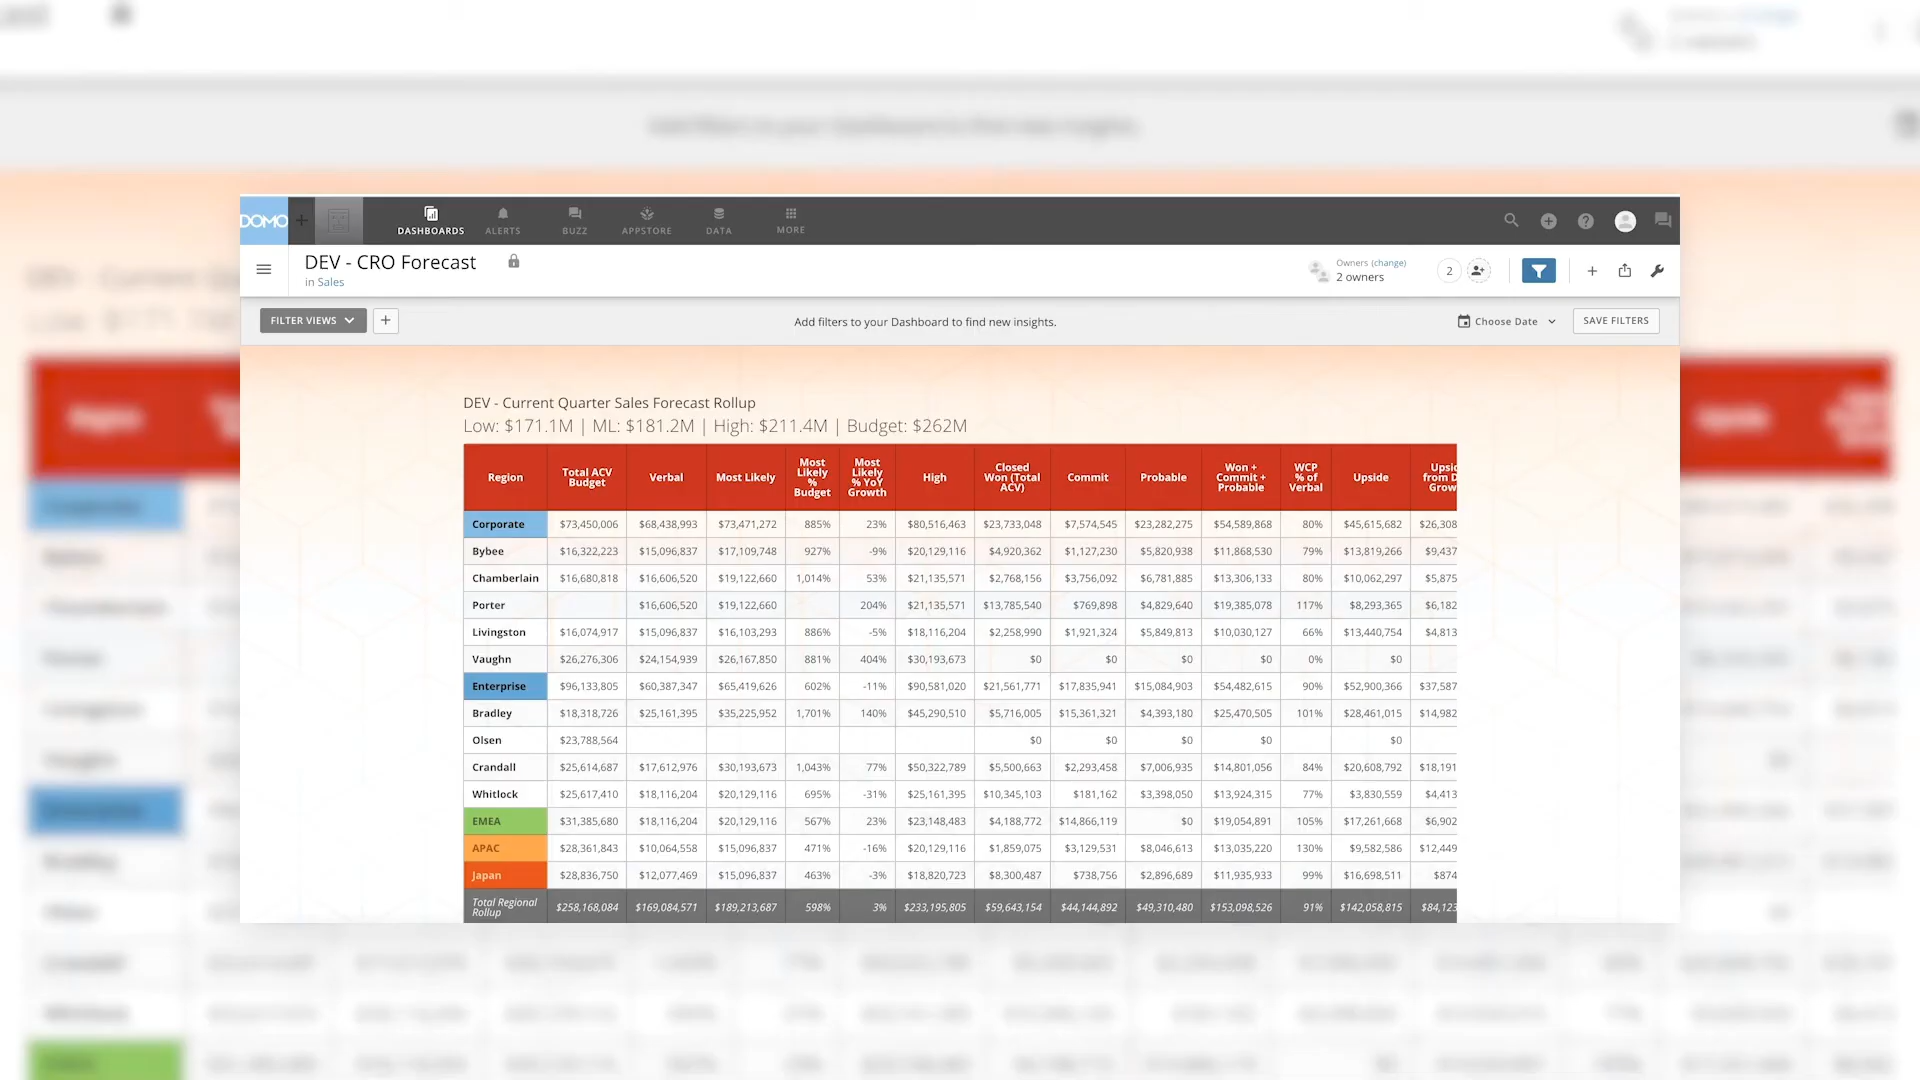 DOMO
DASHBOARDS ALERTS BUZZ APPSTORE DATA MORE
DEV - CRO Forecast
in Sales
Owners (change)
2 owners
2
FILTER VIEWS
Add filters to your Dashboard to find new insights.
Choose Date
SAVE FILTERS
DEV - Current Quarter Sales Forecast Rollup
Low: $171.1M | ML: $181.2M | High: $211.4M | Budget: $262M
Region Total ACV Budget Verbal Most Likely Most Likely % Budget Most Likely % YoY Growth High Closed Won (Total ACV) Commit Probable Won + Commit + Probable WCP % of Verbal Upside
Corporate $73,450,006 $68,438,993 $73,471,272 885% 23% $80,516,463 $23,733,048 $7,574,545 $23,282,275 $54,589,868 80% $45,615,682 $26,308
Bybee $16,322,223 $15,096,837 $17,109,748 927% -9% $20,129,116 $4,920,362 $1,127,230 $5,820,938 $11,868,530 79% $13,819,266 $9,437
Chamberlain $16,680,818 $16,606,520 $19,122,660 1,014% 53% $21,135,571 $2,768,156 $3,756,092 $6,781,885 $13,306,133 80% $10,062,297 $5,875
Porter $16,606,520 $19,122,660 204% $21,135,571 $13,785,540 $769,898 $4,829,640 $19,385,078 117% $8,293,365 $6,182
Livingston $16,074,917 $15,096,837 $16,103,293 886% -5% $18,116,204 $2,258,990 $1,921,324 $5,849,813 $10,030,127 66% $13,440,754 $4,813
Vaughn $26,276,306 $24,154,939 $26,167,850 881% 404% $30,193,673 $0 $0 $0 $0 0% $0
Enterprise $96,133,805 $60,387,347 $65,419,626 602% -11% $90,581,020 $21,561,771 $17,835,941 $15,084,903 $54,482,615 90% $52,900,366 $37,587
Bradley $18,318,726 $25,161,395 $35,225,952 1,701% 140% $45,290,510 $5,716,005 $15,361,321 $4,393,180 $25,470,505 101% $28,461,015 $14,982
Olsen $23,788,564 $0 $0 $0 $0 $0
Crandall $25,614,687 $17,612,976 $30,193,673 1,043% 77% $50,322,789 $5,500,663 $2,293,458 $7,006,935 $14,801,056 84% $20,608,792 $18,191
Whitlock $25,617,410 $18,116,204 $20,129,116 695% -31% $25,161,395 $10,345,103 $181,162 $3,398,050 $13,924,315 77% $3,830,559 $4,413
EMEA $31,385,680 $18,116,204 $20,129,116 567% 23% $23,148,483 $4,188,772 $14,866,119 $0 $19,054,891 105% $17,261,668 $6,902
APAC $28,361,843 $10,064,558 $15,096,837 471% -16% $20,129,116 $1,859,075 $3,129,531 $8,046,613 $13,035,220 130% $9,582,586 $12,449
Japan $28,836,750 $12,077,469 $15,096,837 463% -3% $18,820,723 $8,300,487 $738,756 $2,896,689 $11,935,933 99% $16,698,511 $874
Total Regional Rollup $258,168,084 $169,084,571 $189,213,687 598% 3% $233,195,805 $59,643,154 $44,144,892 $49,310,480 $153,098,526 91% $142,058,815 $84,123